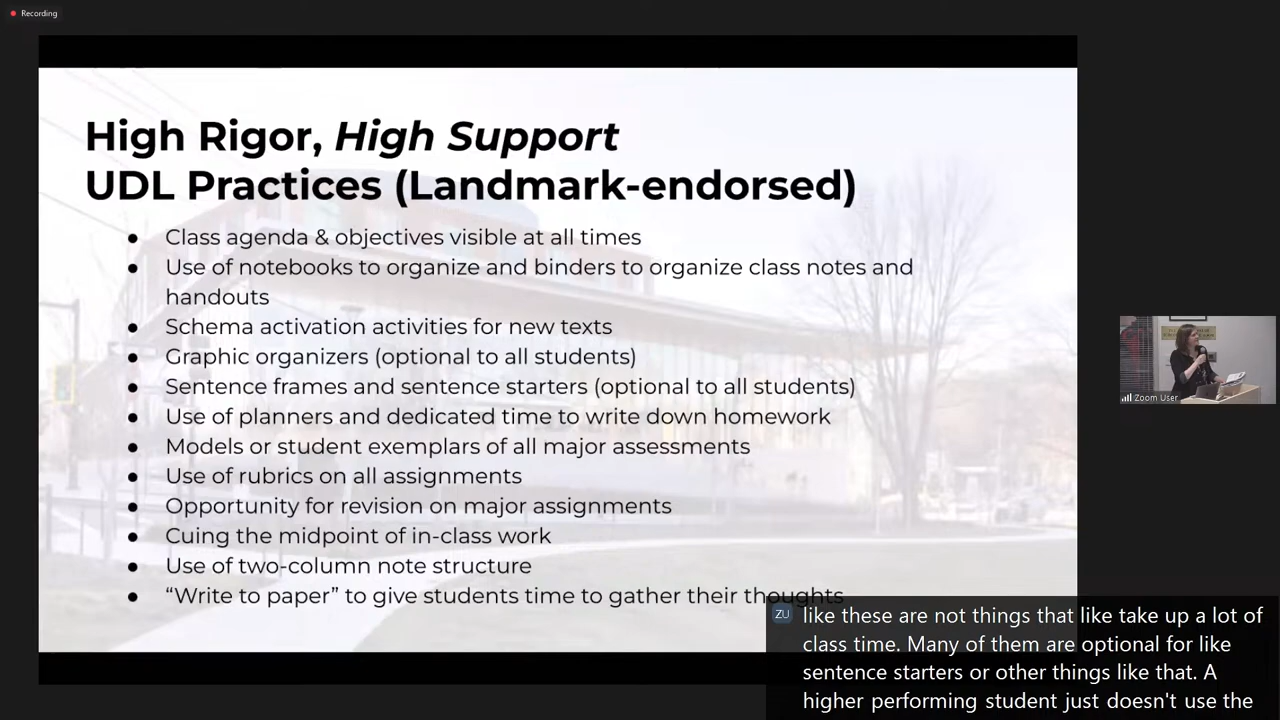 Recording
High Rigor, High Support
UDL Practices (Landmark-endorsed)
● Class agenda & objectives visible at all times
● Use of notebooks to organize and binders to organize class notes and
handouts
● Schema activation activities for new texts
● Graphic organizers (optional to all students)
● Sentence frames and sentence starters (optional to all students)
● Use of planners and dedicated time to write down homework
● Models or student exemplars of all major assessments
● Use of rubrics on all assignments
● Opportunity for revision on major assignments
● Cuing the midpoint of in-class work
● Use of two-column note structure
● “Write to paper” to give students time to gather their thoughts
Zoom User
ZU
like these are not things that like take up a lot of
class time. Many of them are optional for like
sentence starters or other things like that. A
higher performing student just doesn't use the